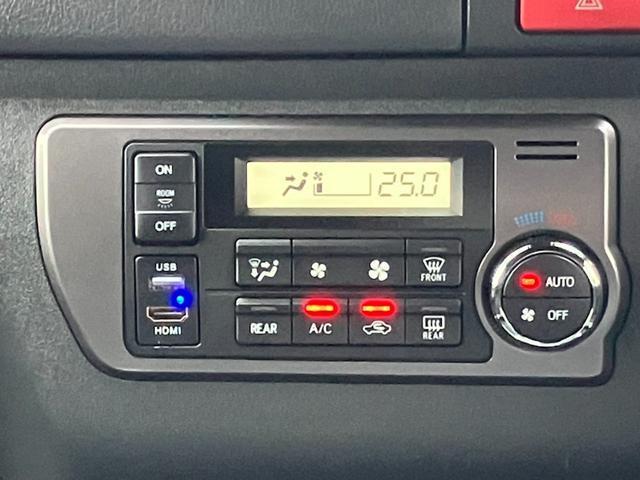 ON
ROOM
OFF
25.0
USB
HDMI
FRONT
REAR
A/C
REAR
AUTO
OFF